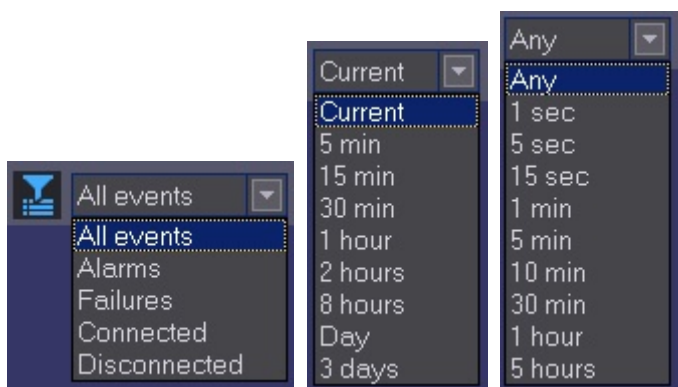 All events
All events
Alarms
Failures
Connected
Disconnected
Current
Current
5 min
15 min
30 min
1 hour
2 hours
8 hours
Day
3 days
Any
Any
1 sec
5 sec
15 sec
1 min
5 min
10 min
30 min
1 hour
5 hours